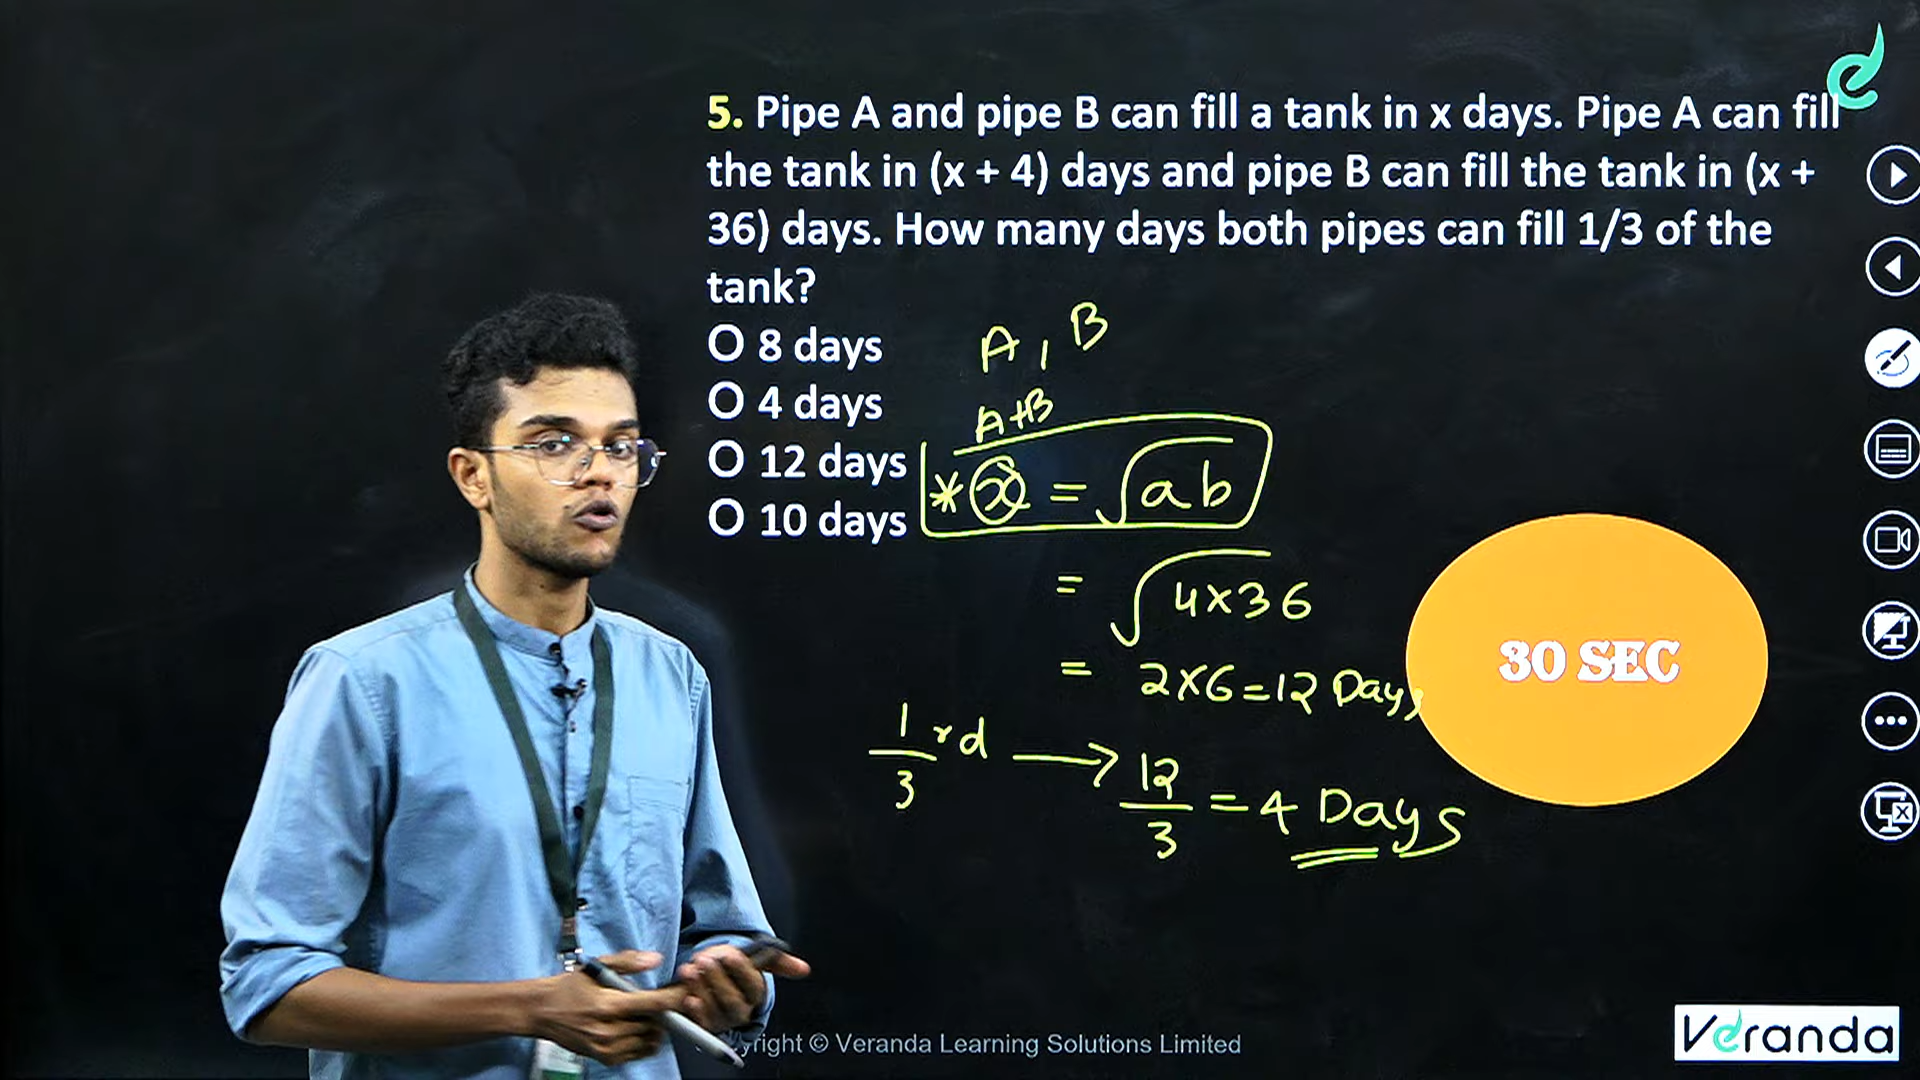 5. Pipe A and pipe B can fill a tank in x days. Pipe A can fill
the tank in (x + 4) days and pipe B can fill the tank in (x +
36) days. How many days both pipes can fill 1/3 of the
tank?
O 8 days
O 4 days
O 12 days
O 10 days
A , B
A+B
*x = √ab
= √4×36
= 2×6=12 Days
1/3 rd → 12/3 = 4 Days
30 SEC
yright © Veranda Learning Solutions Limited
Veranda